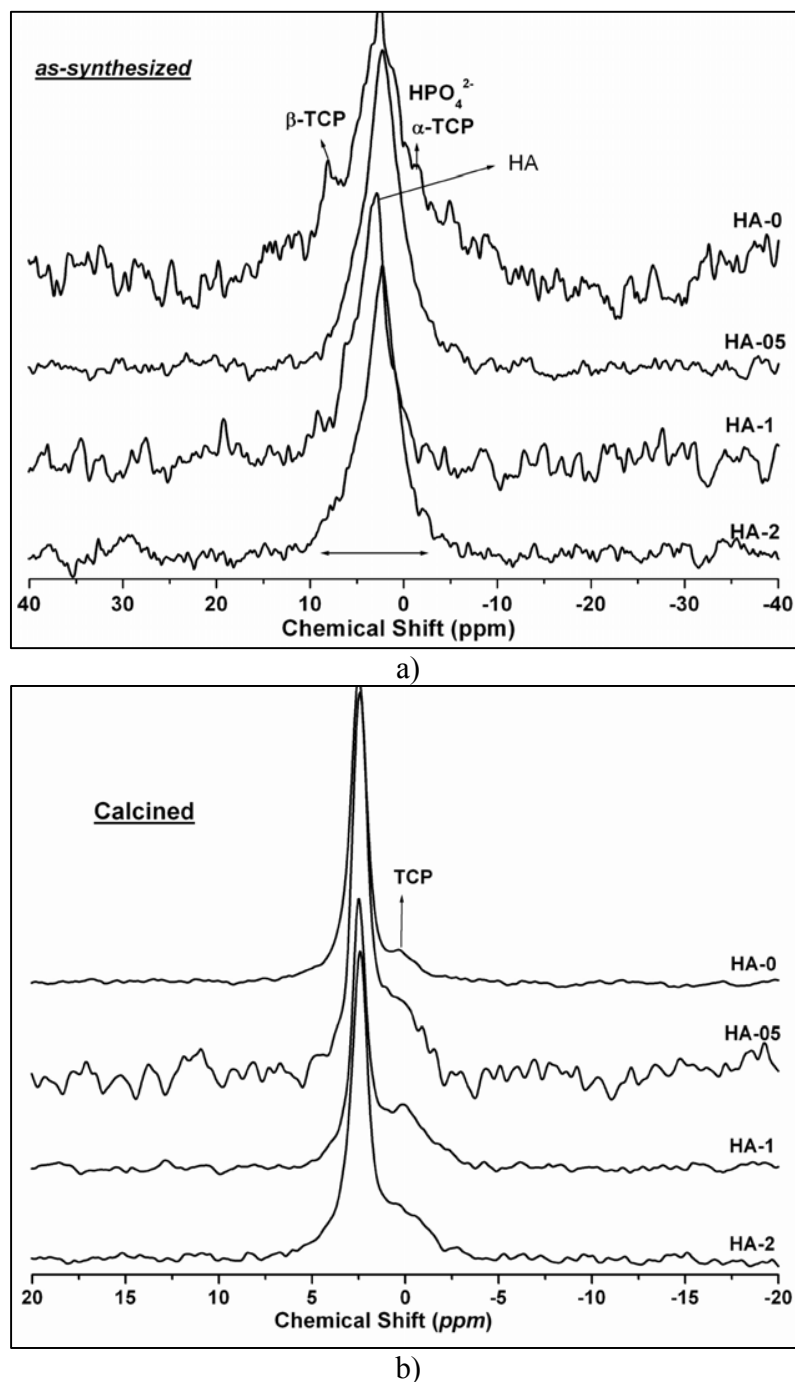 as-synthesized
HPO₄²⁻
β-TCP
α-TCP
HA
HA-0
HA-05
HA-1
HA-2
40 30 20 10 0 -10 -20 -30 -40
Chemical Shift (ppm)
a)
Calcined
TCP
HA-0
HA-05
HA-1
HA-2
20 15 10 5 0 -5 -10 -15 -20
Chemical Shift (ppm)
b)